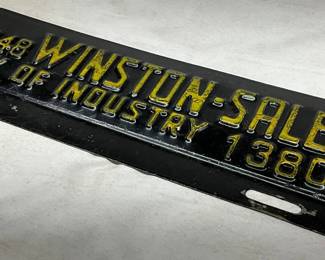 48 WINSTON-SALE
Y OF INDUSTRY 1380